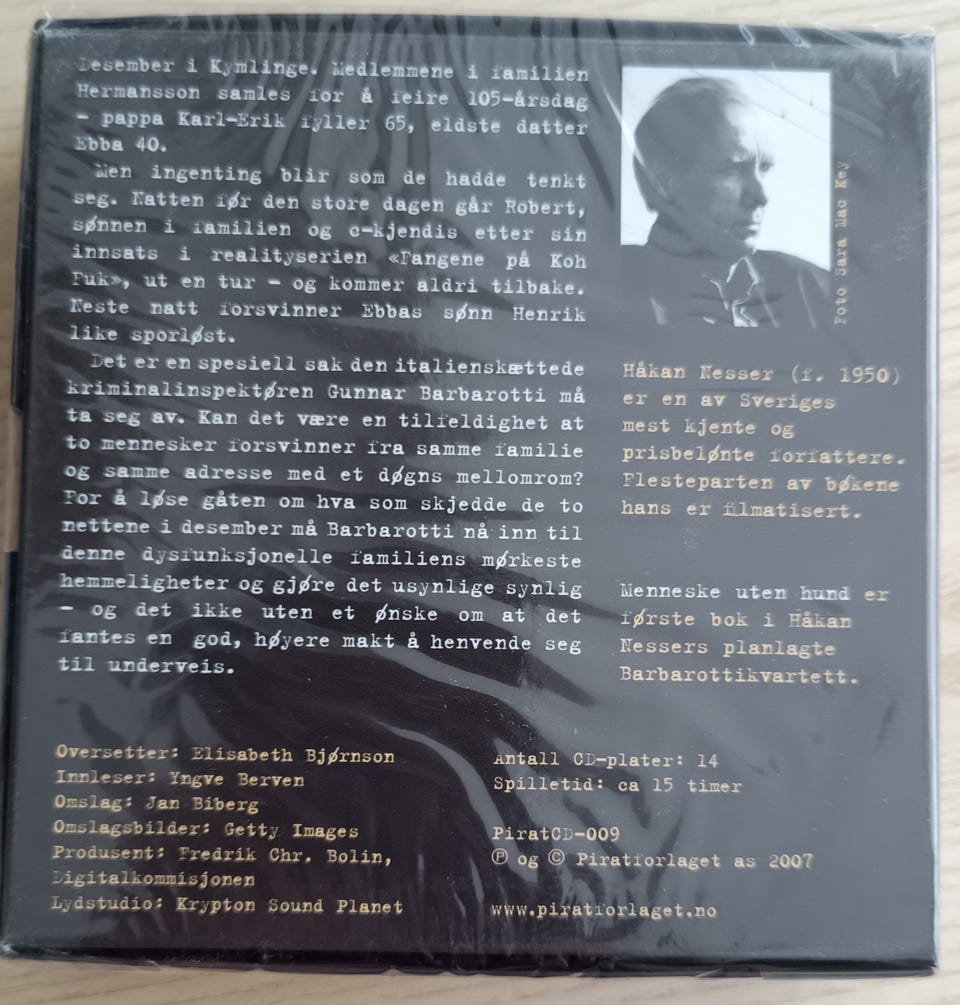 Desember i Kymlinge. Medlemmene i familien
Hermansson samles for å feire 105-årsdag
– pappa Karl-Erik fyller 65, eldste datter
Ebba 40.
Men ingenting blir som de hadde tenkt
seg. Natten før den store dagen går Robert,
sønnen i familien og c-kjendis etter sin
innsats i realityserien «Fangene på Koh
Fuk», ut en tur – og kommer aldri tilbake.
Neste natt forsvinner Ebbas sønn Henrik
like sporløst.
Det er en spesiell sak den italienskættede
kriminalinspektøren Gunnar Barbarotti må
ta seg av. Kan det være en tilfeldighet at
to mennesker forsvinner fra samme familie
og samme adresse med et døgns mellomrom?
For å løse gåten om hva som skjedde de to
nettene i desember må Barbarotti nå inn til
denne dysfunksjonelle familiens mørkeste
hemmeligheter og gjøre det usynlige synlig
– og det ikke uten et ønske om at det
fantes en god, høyere makt å henvende seg
til underveis.
Foto Sara Mac Key
Håkan Nesser (f. 1950)
er en av Sveriges
mest kjente og
prisbelønte forfattere.
Flesteparten av bøkene
hans er filmatisert.
Menneske uten hund er
første bok i Håkan
Nessers planlagte
Barbarottikvartett.
Oversetter: Elisabeth Bjørnson
Innleser: Yngve Berven
Omslag: Jan Biberg
Omslagsbilder: Getty Images
Produsent: Fredrik Chr. Bolin,
Digitalkommisjonen
Lydstudio: Krypton Sound Planet
Antall CD-plater: 14
Spilletid: ca 15 timer
PiratCD-009
℗ og © Piratforlaget as 2007
www.piratforlaget.no